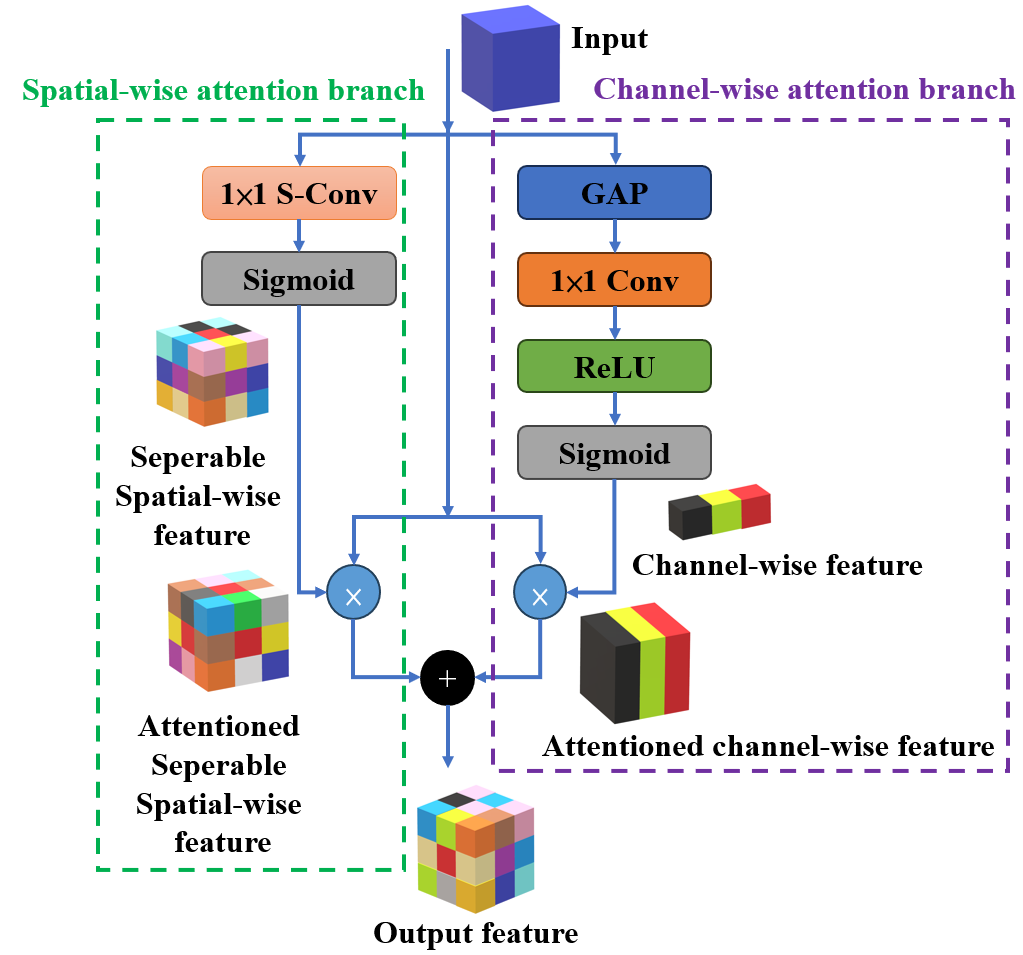 Input
Spatial-wise attention branch
Channel-wise attention branch
1×1 S-Conv
Sigmoid
GAP
1×1 Conv
ReLU
Sigmoid
Seperable
Spatial-wise
feature
Channel-wise feature
×
×
+
Attentioned
Seperable
Spatial-wise
feature
Attentioned channel-wise feature
Output feature